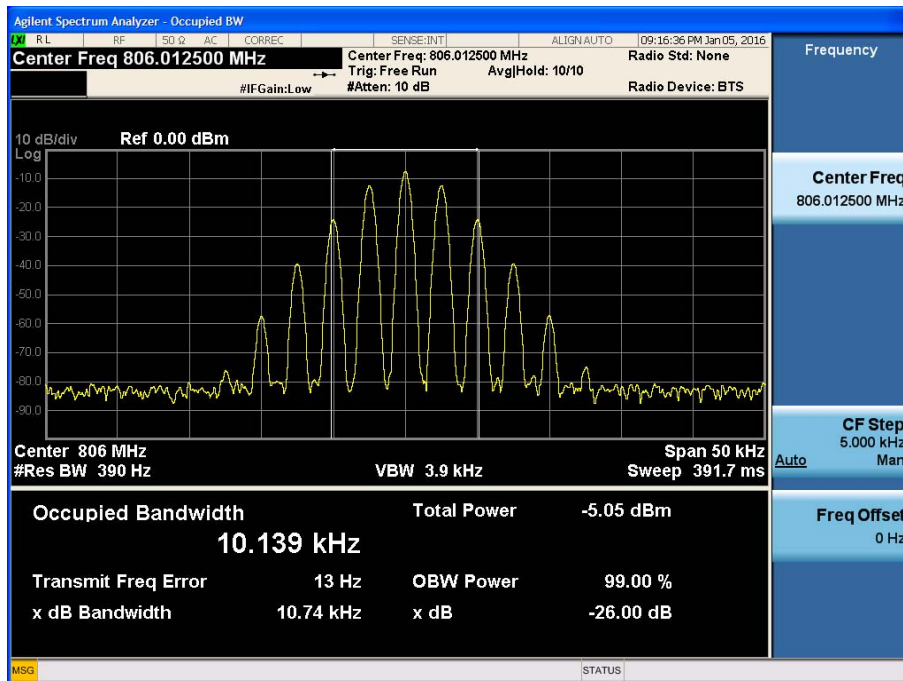 Agilent Spectrum Analyzer - Occupied BW
LXI RL RF 50 Ω AC CORREC SENSE:INT ALIGN AUTO 09:16:36 PM Jan 05, 2016
Center Freq 806.012500 MHz
Center Freq: 806.012500 MHz
Radio Std: None
Trig: Free Run Avg|Hold: 10/10
#IFGain:Low
#Atten: 10 dB
Radio Device: BTS
10 dB/div Ref 0.00 dBm
Log
-10.0
-20.0
-30.0
-40.0
-50.0
-60.0
-70.0
-80.0
-90.0
Center 806 MHz Span 50 kHz
#Res BW 390 Hz VBW 3.9 kHz Sweep 391.7 ms
Occupied Bandwidth Total Power -5.05 dBm
10.139 kHz
Transmit Freq Error 13 Hz OBW Power 99.00 %
x dB Bandwidth 10.74 kHz x dB -26.00 dB
MSG STATUS
Frequency
Center Freq
806.012500 MHz
CF Step
5.000 kHz
Auto Man
Freq Offset
0 Hz